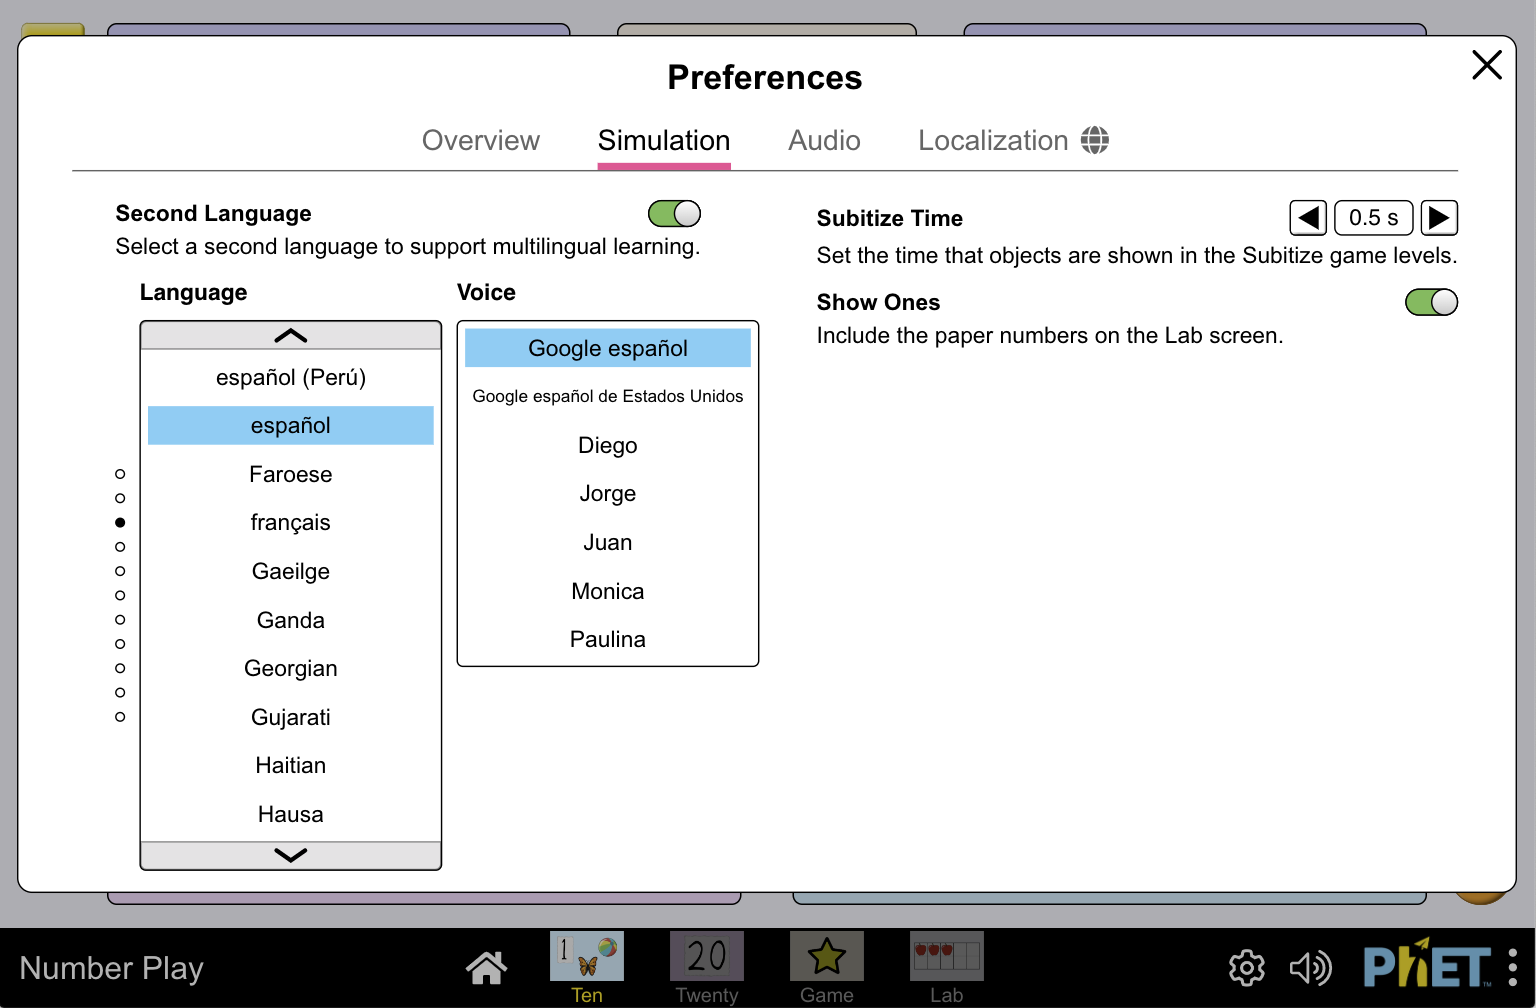 Preferences
Overview
Simulation
Audio
Localization
Second Language
Select a second language to support multilingual learning.
Language
Voice
español (Perú)
español
Faroese
français
Gaeilge
Ganda
Georgian
Gujarati
Haitian
Hausa
Google español
Google español de Estados Unidos
Diego
Jorge
Juan
Monica
Paulina
Subitize Time
0.5 s
Set the time that objects are shown in the Subitize game levels.
Show Ones
Include the paper numbers on the Lab screen.
Number Play
1
Ten
20
Twenty
Game
Lab
PhET™